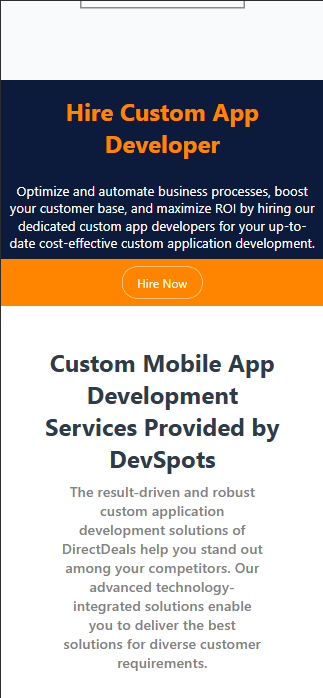 Hire Custom App
Developer
Optimize and automate business processes, boost
your customer base, and maximize ROI by hiring our
dedicated custom app developers for your up-to-
date cost-effective custom application development.
Hire Now
Custom Mobile App
Development
Services Provided by
DevSpots
The result-driven and robust
custom application
development solutions of
DirectDeals help you stand out
among your competitors. Our
advanced technology-
integrated solutions enable
you to deliver the best
solutions for diverse customer
requirements.